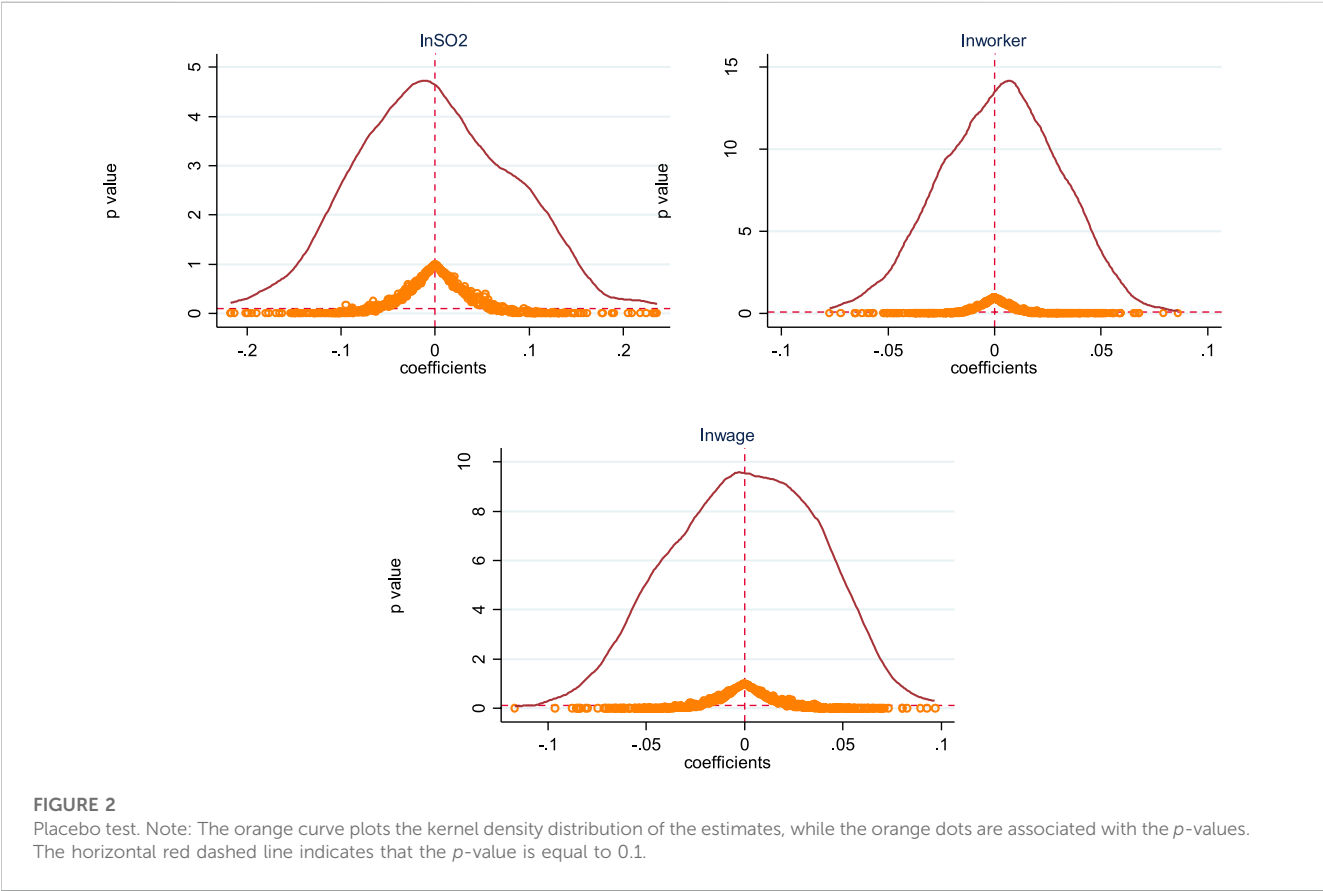 lnSO2
5
4
3
2
1
0
p value
-.2 -.1 0 .1 .2
coefficients
lnworker
15
10
5
0
p value
-.1 -.05 0 .05 .1
coefficients
lnwage
10
8
6
4
2
0
p value
-.1 -.05 0 .05 .1
coefficients
FIGURE 2
Placebo test. Note: The orange curve plots the kernel density distribution of the estimates, while the orange dots are associated with the p-values.
The horizontal red dashed line indicates that the p-value is equal to 0.1.